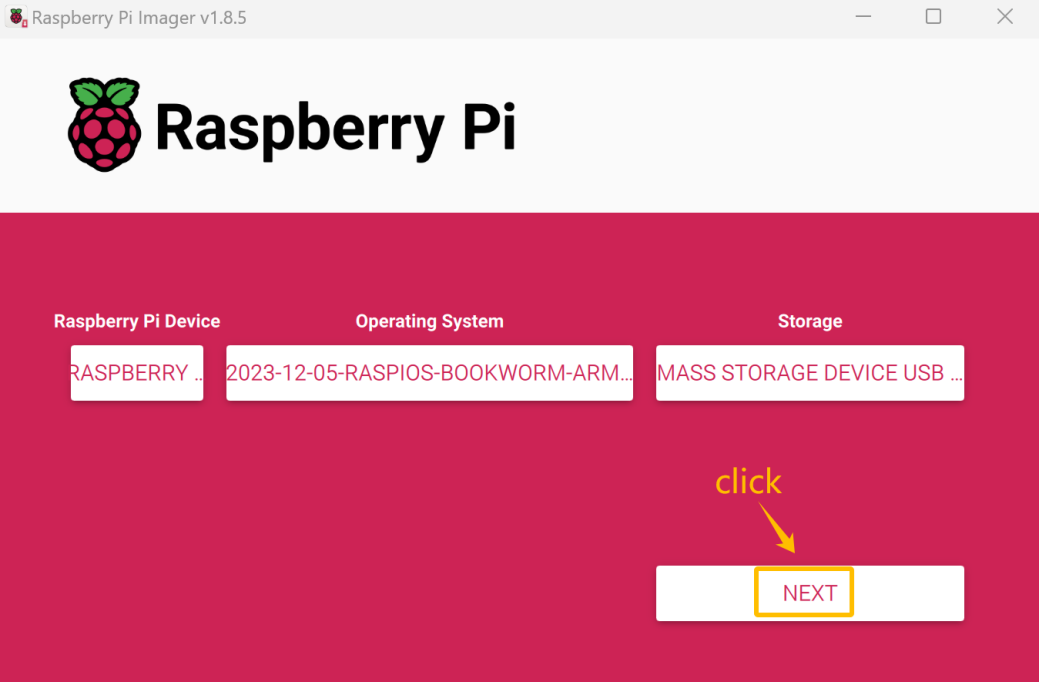 Raspberry Pi Imager v1.8.5
Raspberry Pi
Raspberry Pi Device Operating System Storage
RASPBERRY ... 2023-12-05-RASPIOS-BOOKWORM-ARM... MASS STORAGE DEVICE USB ...
click
NEXT